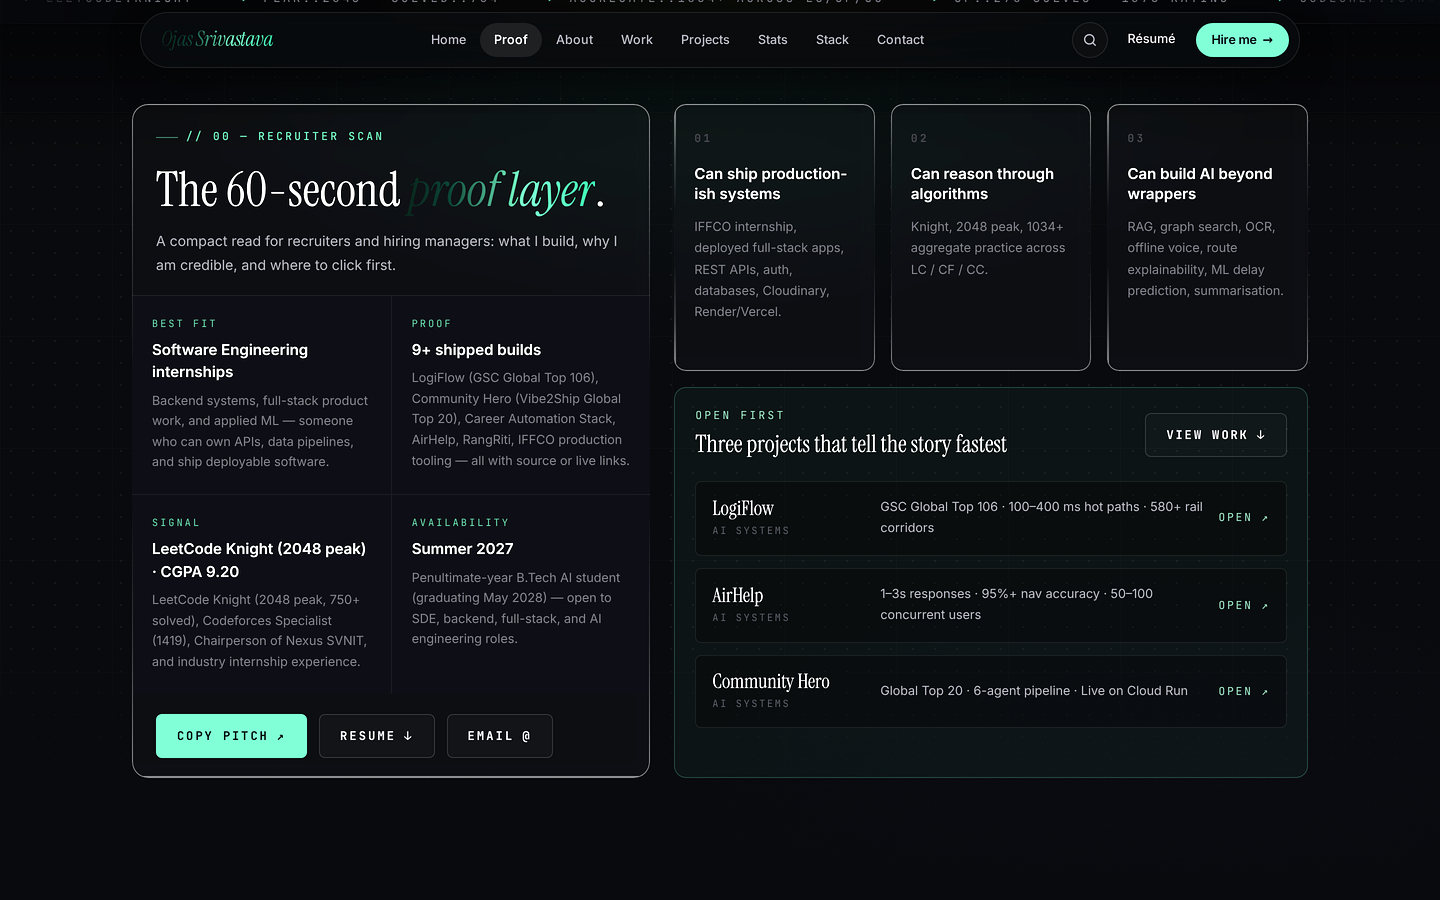 Ojas Srivastava
Home
Proof
About
Work
Projects
Stats
Stack
Contact
Résumé
Hire me →
// 00 — RECRUITER SCAN
The 60-second proof layer.
A compact read for recruiters and hiring managers: what I build, why I
am credible, and where to click first.
BEST FIT
Software Engineering
internships
Backend systems, full-stack product
work, and applied ML — someone
who can own APIs, data pipelines,
and ship deployable software.
PROOF
9+ shipped builds
LogiFlow (GSC Global Top 106),
Community Hero (Vibe2Ship Global
Top 20), Career Automation Stack,
AirHelp, RangRiti, IFFCO production
tooling — all with source or live links.
SIGNAL
LeetCode Knight (2048 peak)
· CGPA 9.20
LeetCode Knight (2048 peak, 750+
solved), Codeforces Specialist
(1419), Chairperson of Nexus SVNIT,
and industry internship experience.
AVAILABILITY
Summer 2027
Penultimate-year B.Tech AI student
(graduating May 2028) — open to
SDE, backend, full-stack, and AI
engineering roles.
COPY PITCH ↗
RESUME ↓
EMAIL @
01
Can ship production-
ish systems
IFFCO internship,
deployed full-stack apps,
REST APIs, auth,
databases, Cloudinary,
Render/Vercel.
02
Can reason through
algorithms
Knight, 2048 peak, 1034+
aggregate practice across
LC / CF / CC.
03
Can build AI beyond
wrappers
RAG, graph search, OCR,
offline voice, route
explainability, ML delay
prediction, summarisation.
OPEN FIRST
Three projects that tell the story fastest
VIEW WORK ↓
LogiFlow
AI SYSTEMS
GSC Global Top 106 · 100–400 ms hot paths · 580+ rail
corridors
OPEN ↗
AirHelp
AI SYSTEMS
1–3s responses · 95%+ nav accuracy · 50–100
concurrent users
OPEN ↗
Community Hero
AI SYSTEMS
Global Top 20 · 6-agent pipeline · Live on Cloud Run
OPEN ↗